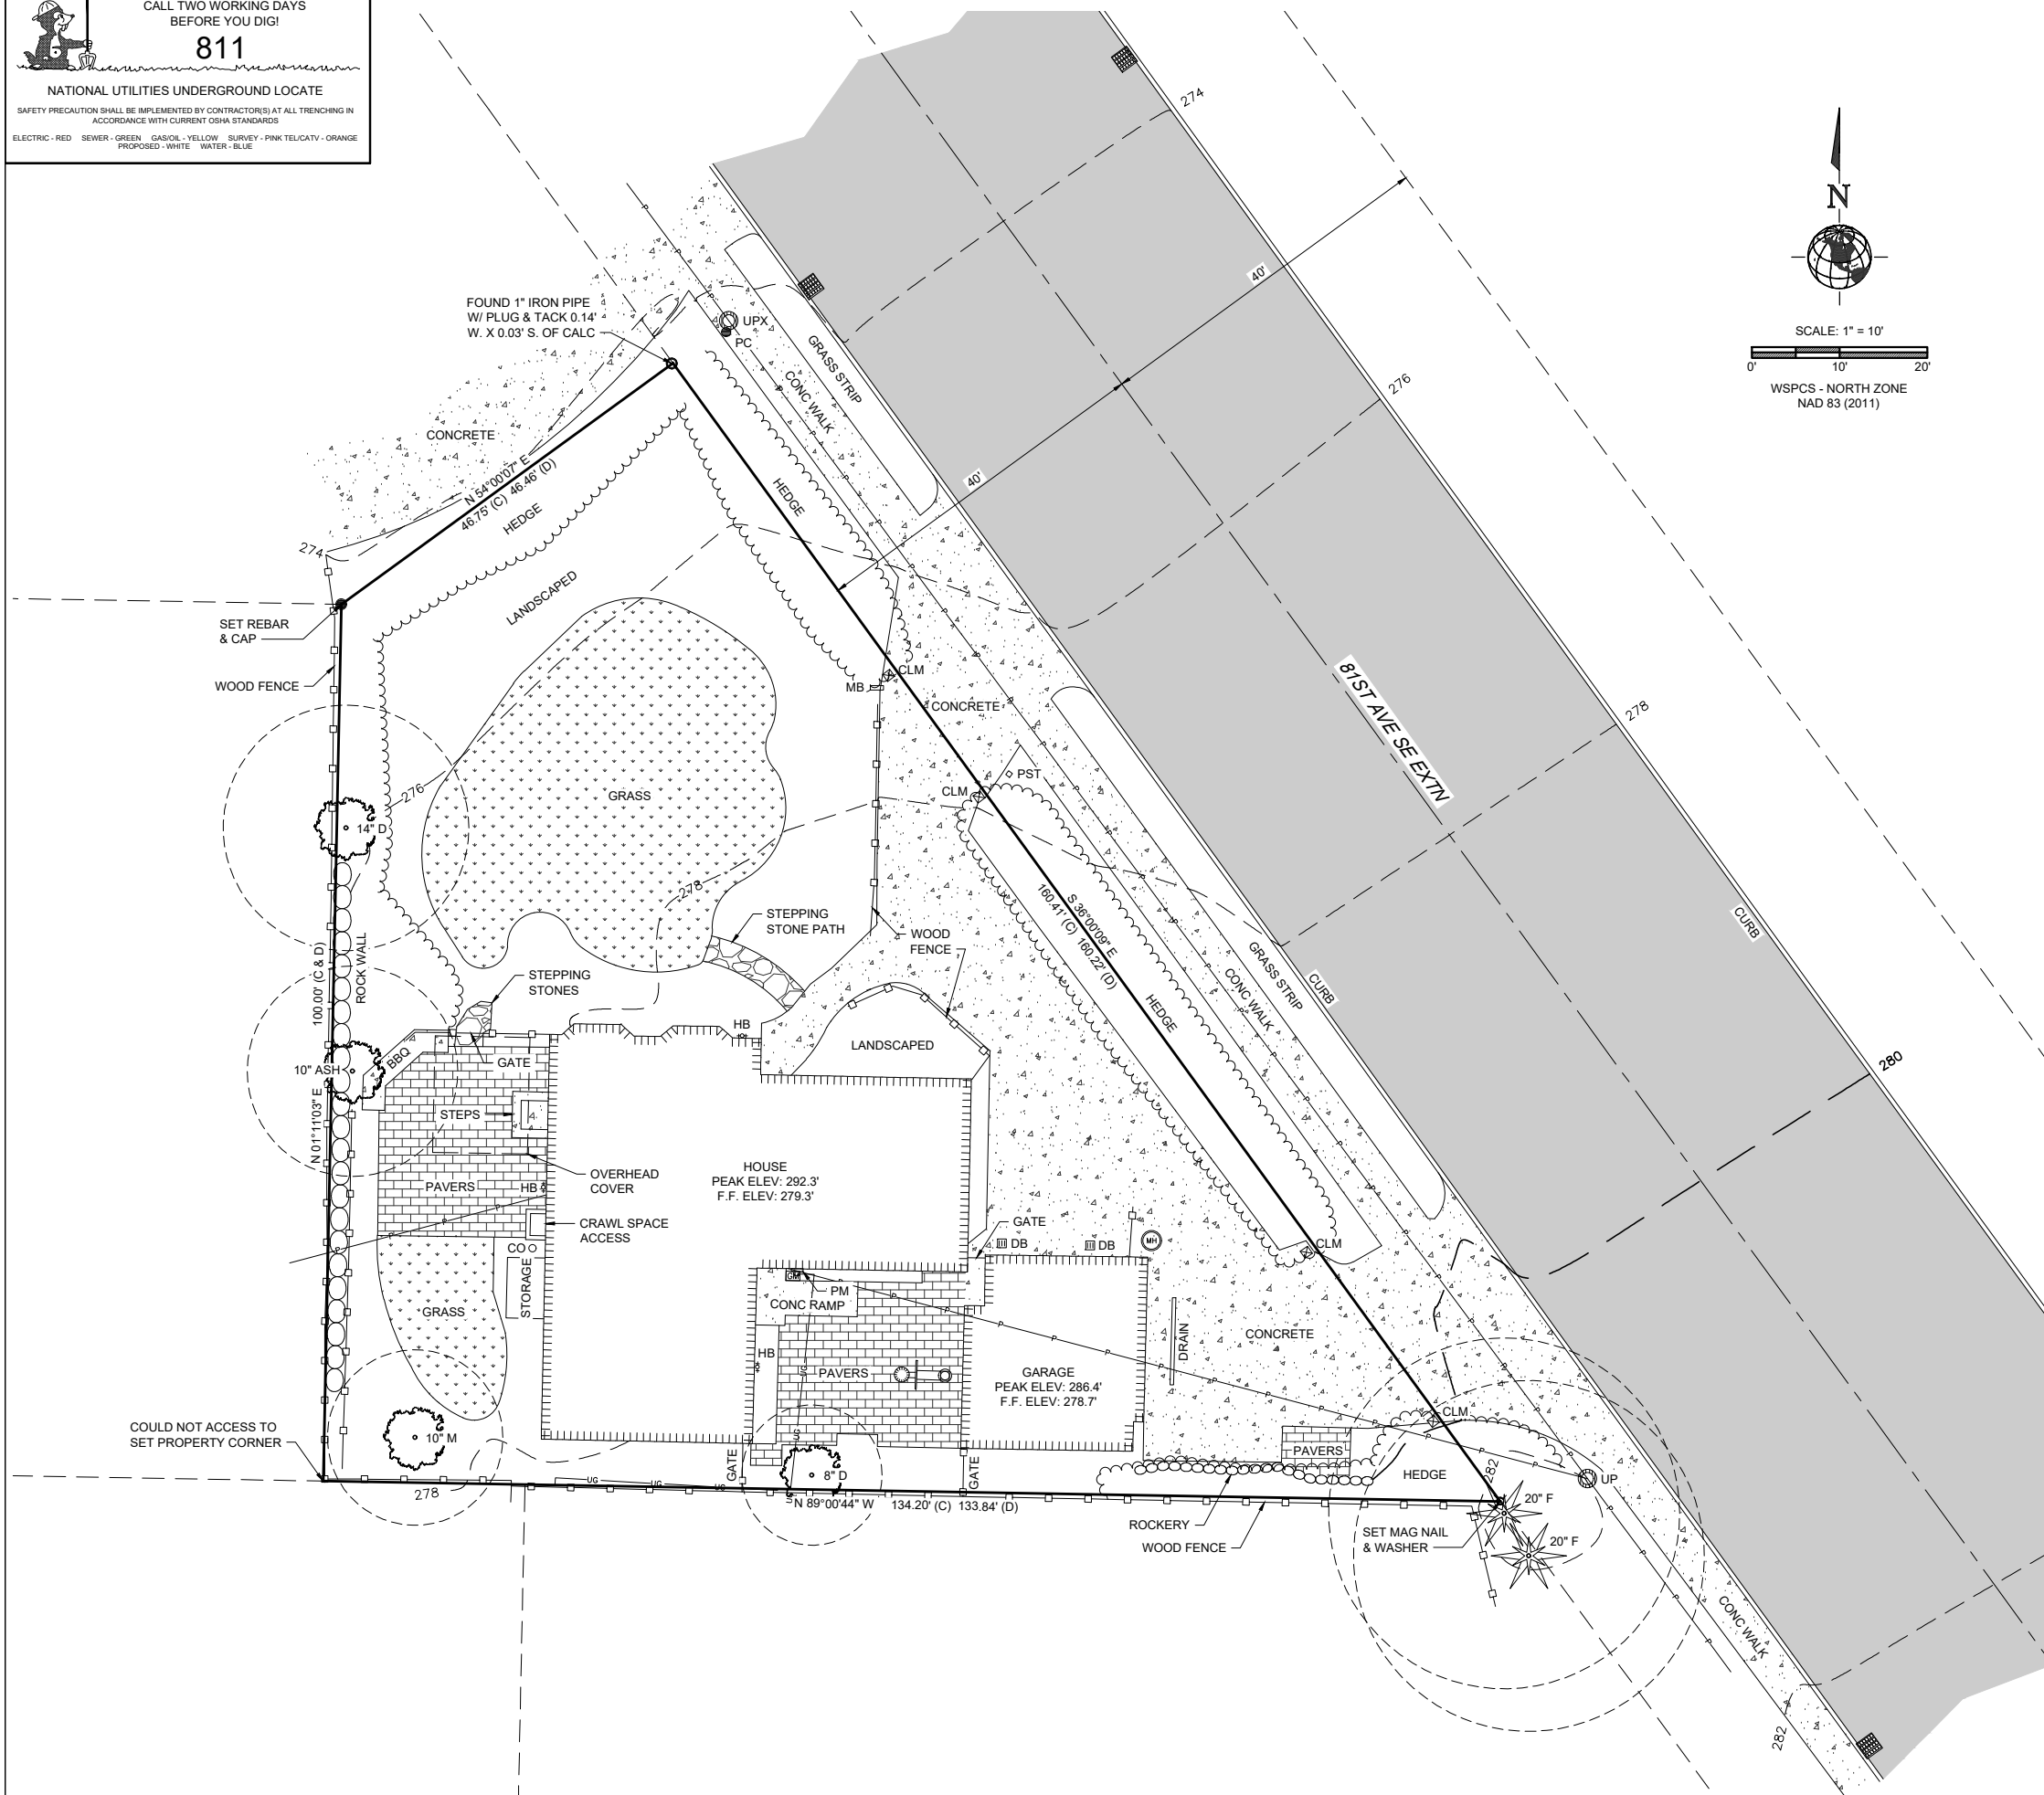 CALL TWO WORKING DAYS
BEFORE YOU DIG!
811
NATIONAL UTILITIES UNDERGROUND LOCATE
SAFETY PRECAUTION SHALL BE IMPLEMENTED BY CONTRACTOR(S) AT ALL TRENCHING IN
ACCORDANCE WITH CURRENT OSHA STANDARDS
ELECTRIC - RED SEWER - GREEN GAS/OIL - YELLOW SURVEY - PINK TEL/CATV - ORANGE
PROPOSED - WHITE WATER - BLUE
N
SCALE: 1" = 10'
0' 10' 20'
WSPCS - NORTH ZONE
NAD 83 (2011)
274
40'
276
FOUND 1" IRON PIPE
W/ PLUG & TACK 0.14'
W. X 0.03' S. OF CALC
UPX
PC
GRASS STRIP
CONC WALK
CONCRETE
N 54°00'07" E
46.75' (C) 46.46' (D)
HEDGE
HEDGE
40'
274
LANDSCAPED
SET REBAR
& CAP
WOOD FENCE
MB
CLM
CONCRETE
81ST AVE SE EXTN
278
PST
CLM
276
GRASS
14" D
278
STEPPING
STONE PATH
WOOD
FENCE
S 36°00'09" E
160.41' (C) 160.22' (D)
HEDGE
GRASS STRIP
CONC WALK
CURB
CURB
100.00' (C & D)
ROCK WALL
STEPPING
STONES
HB
LANDSCAPED
280
10" ASH
BBQ
GATE
N 01°11'03" E
STEPS
OVERHEAD
COVER
HOUSE
PEAK ELEV: 292.3'
F.F. ELEV: 279.3'
PAVERS
HB
CRAWL SPACE
ACCESS
GATE
DB
DB
MH
CLM
CO
STORAGE
GM
PM
CONC RAMP
GRASS
HB
PAVERS
DRAIN
CONCRETE
GARAGE
PEAK ELEV: 286.4'
F.F. ELEV: 278.7'
CLM
COULD NOT ACCESS TO
SET PROPERTY CORNER
10" M
GATE
8" D
GATE
PAVERS
HEDGE
282
UP
278
UG UG UG
N 89°00'44" W 134.20' (C) 133.84' (D)
ROCKERY
WOOD FENCE
SET MAG NAIL
& WASHER
20" F
20" F
CONC WALK
282